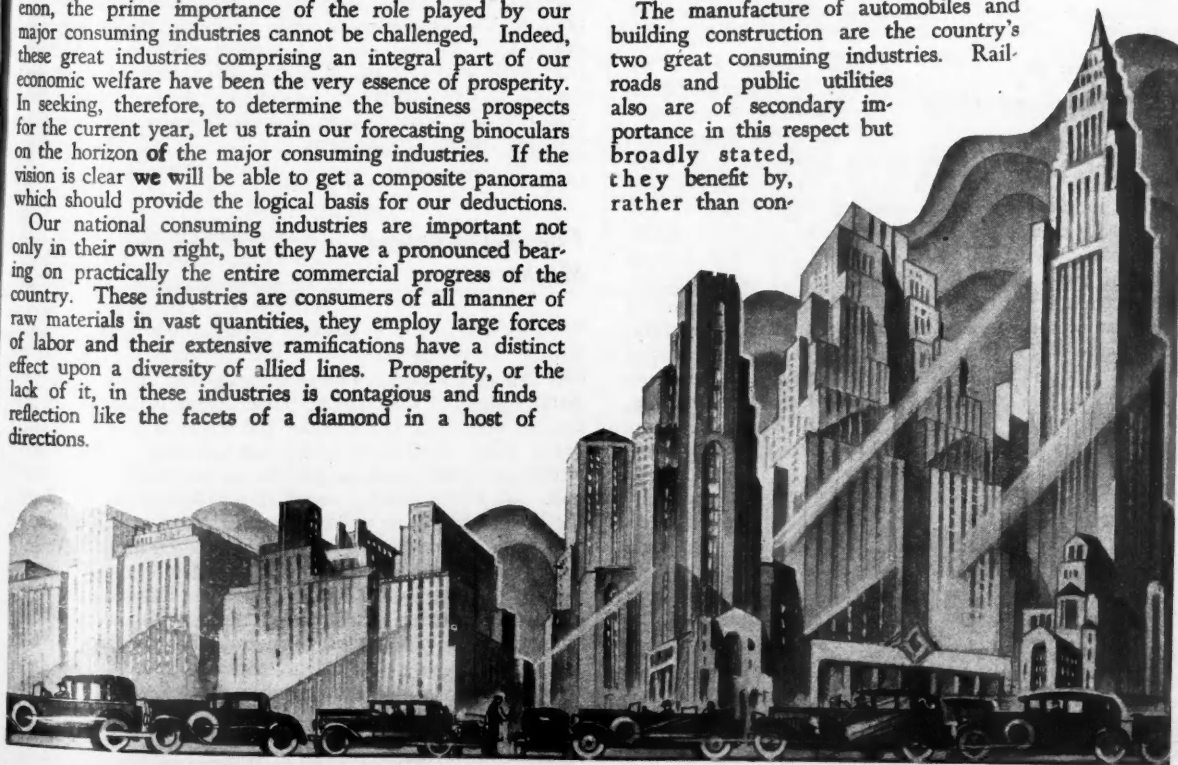 enon, the prime importance of the role played by our
major consuming industries cannot be challenged, Indeed,
these great industries comprising an integral part of our
economic welfare have been the very essence of prosperity.
In seeking, therefore, to determine the business prospects
for the current year, let us train our forecasting binoculars
on the horizon of the major consuming industries. If the
vision is clear we will be able to get a composite panorama
which should provide the logical basis for our deductions.
Our national consuming industries are important not
only in their own right, but they have a pronounced bear-
ing on practically the entire commercial progress of the
country. These industries are consumers of all manner of
raw materials in vast quantities, they employ large forces
of labor and their extensive ramifications have a distinct
effect upon a diversity of allied lines. Prosperity, or the
lack of it, in these industries is contagious and finds
reflection like the facets of a diamond in a host of
directions.
The manufacture of automobiles and
building construction are the country's
two great consuming industries. Rail-
roads and public utilities
also are of secondary im-
portance in this respect but
broadly stated,
they benefit by,
rather than con-